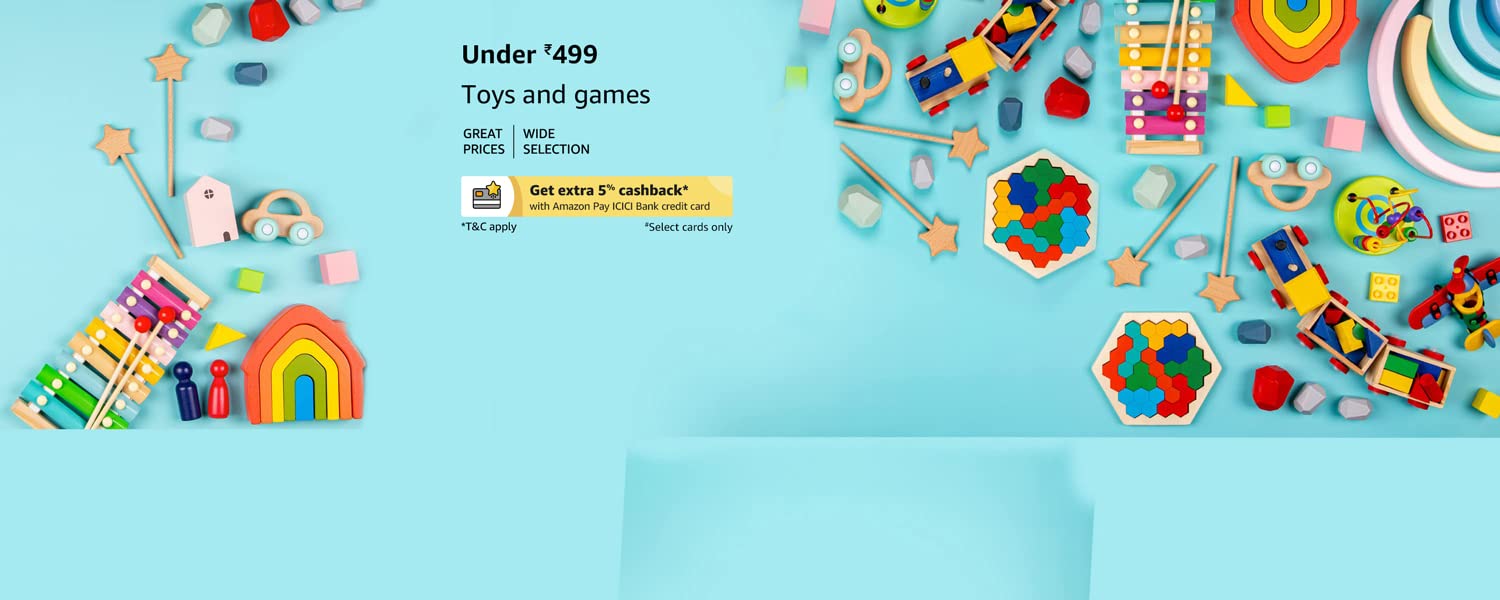 Under ₹499
Toys and games
GREAT PRICES
WIDE SELECTION
Get extra 5% cashback*
with Amazon Pay ICICI Bank credit card
*T&C apply
#Select cards only